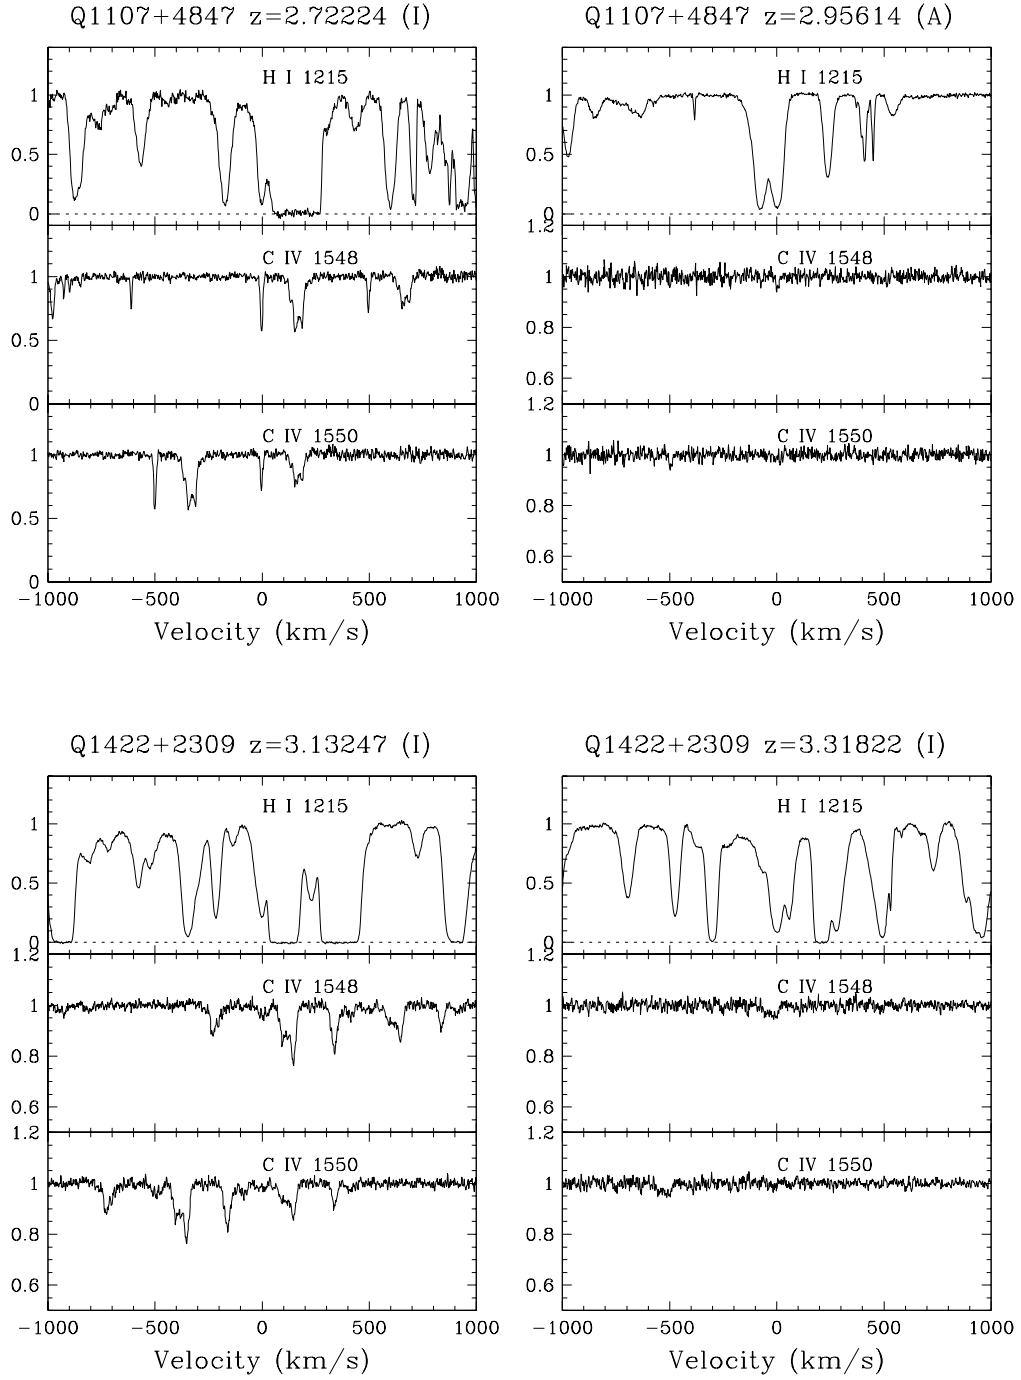 Q1107+4847 z=2.72224 (I)
H I 1215
1
0.5
0
C IV 1548
1
0.5
0
C IV 1550
1
0.5
0
−1000 −500 0 500 1000
Velocity (km/s)
Q1107+4847 z=2.95614 (A)
H I 1215
1
0.5
0
1.2
C IV 1548
1
0.8
0.6
1.2
C IV 1550
1
0.8
0.6
−1000 −500 0 500 1000
Velocity (km/s)
Q1422+2309 z=3.13247 (I)
H I 1215
1
0.5
0
1.2
C IV 1548
1
0.8
0.6
1.2
C IV 1550
1
0.8
0.6
−1000 −500 0 500 1000
Velocity (km/s)
Q1422+2309 z=3.31822 (I)
H I 1215
1
0.5
0
1.2
C IV 1548
1
0.8
0.6
1.2
C IV 1550
1
0.8
0.6
−1000 −500 0 500 1000
Velocity (km/s)